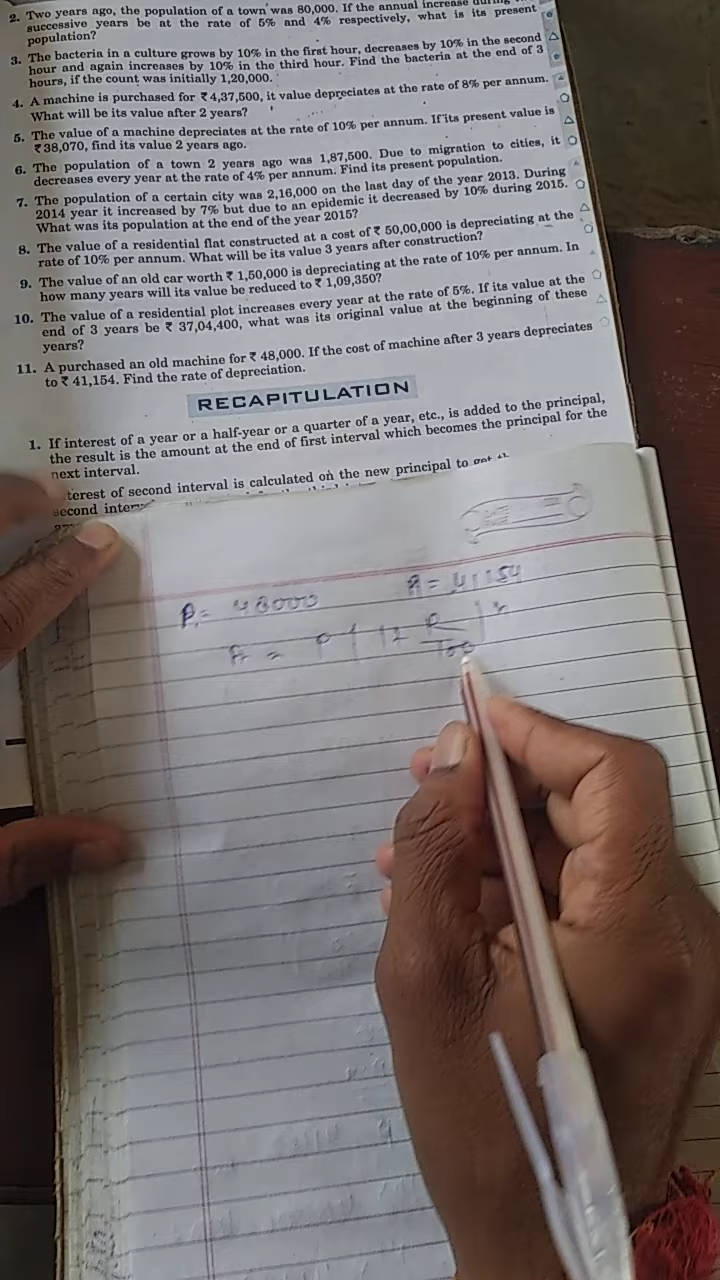 2. Two years ago, the population of a town was 80,000. If the annual increase during
successive years be at the rate of 5% and 4% respectively, what is its present
population?
3. The bacteria in a culture grows by 10% in the first hour, decreases by 10% in the second
hour and again increases by 10% in the third hour. Find the bacteria at the end of 3
hours, if the count was initially 1,20,000.
4. A machine is purchased for ₹ 4,37,500, it value depreciates at the rate of 8% per annum.
What will be its value after 2 years?
5. The value of a machine depreciates at the rate of 10% per annum. If its present value is
₹ 38,070, find its value 2 years ago.
6. The population of a town 2 years ago was 1,87,500. Due to migration to cities, it
decreases every year at the rate of 4% per annum. Find its present population.
7. The population of a certain city was 2,16,000 on the last day of the year 2013. During
2014 year it increased by 7% but due to an epidemic it decreased by 10% during 2015.
What was its population at the end of the year 2015?
8. The value of a residential flat constructed at a cost of ₹ 50,00,000 is depreciating at the
rate of 10% per annum. What will be its value 3 years after construction?
9. The value of an old car worth ₹ 1,50,000 is depreciating at the rate of 10% per annum. In
how many years will its value be reduced to ₹ 1,09,350?
10. The value of a residential plot increases every year at the rate of 5%. If its value at the
end of 3 years be ₹ 37,04,400, what was its original value at the beginning of these
years?
11. A purchased an old machine for ₹ 48,000. If the cost of machine after 3 years depreciates
to ₹ 41,154. Find the rate of depreciation.
RECAPITULATION
1. If interest of a year or a half-year or a quarter of a year, etc., is added to the principal,
the result is the amount at the end of first interval which becomes the principal for the
next interval.
terest of second interval is calculated on the new principal to get
second
P = 48000 A = 41154
A = P ( 1± R/100 )n